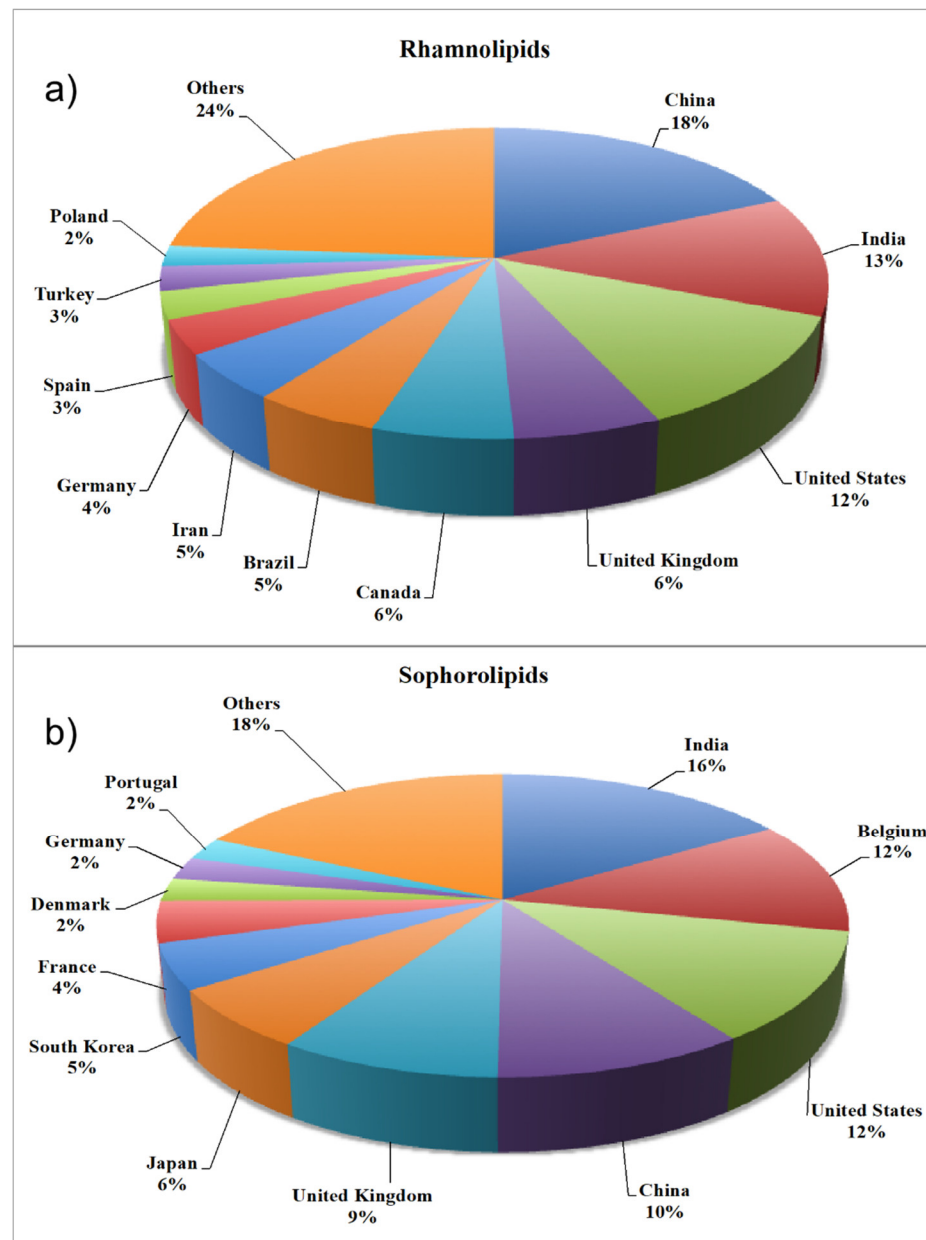 Rhamnolipids
a)
Others
24%
China
18%
Poland
2%
India
13%
Turkey
3%
Spain
3%
Germany
4%
United States
12%
Iran
5%
Brazil
5%
United Kingdom
6%
Canada
6%
Sophorolipids
b)
Others
18%
India
16%
Portugal
2%
Belgium
12%
Germany
2%
Denmark
2%
France
4%
South Korea
5%
United States
12%
Japan
6%
United Kingdom
9%
China
10%